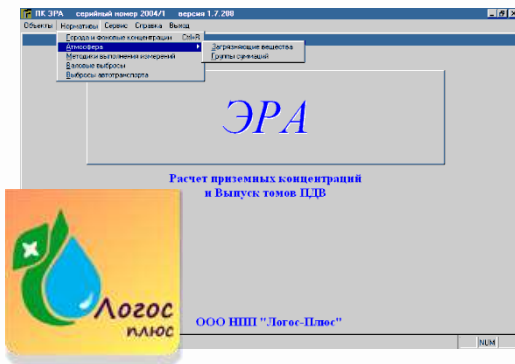 ПК ЭРА серийный номер 2004/1 версия 1.7.200
Объекты Нормативы Сервис Справка Выход
Города и фоновые концентрации Ctrl+R
Атмосфера
Методики выполнения измерений
Валовые выбросы
Выбросы автотранспорта
Загрязняющие вещества
Группы суммаций
ЭРА
Расчет приземных концентраций
и Выпуск томов ПДВ
Логос
плюс
ООО НПП "Логос-Плюс"
NUM